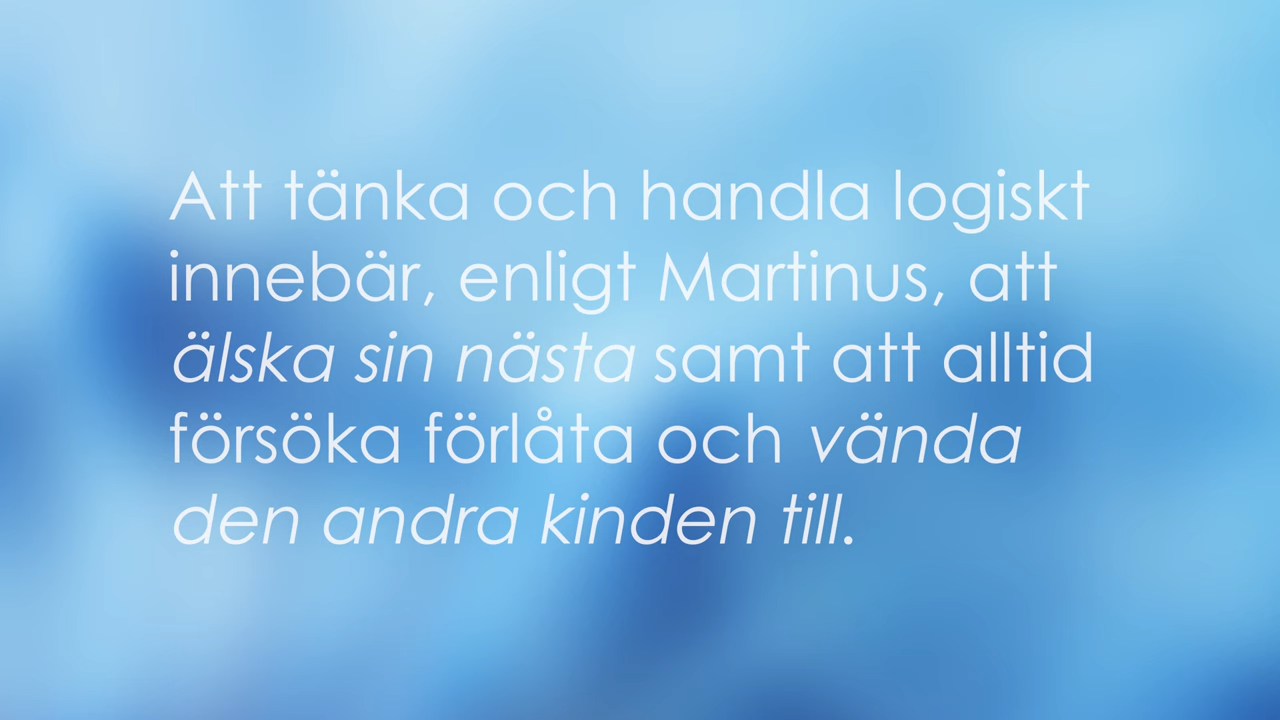 Att tänka och handla logiskt
innebär, enligt Martinus, att
älska sin nästa samt att alltid
försöka förlåta och vända
den andra kinden till.